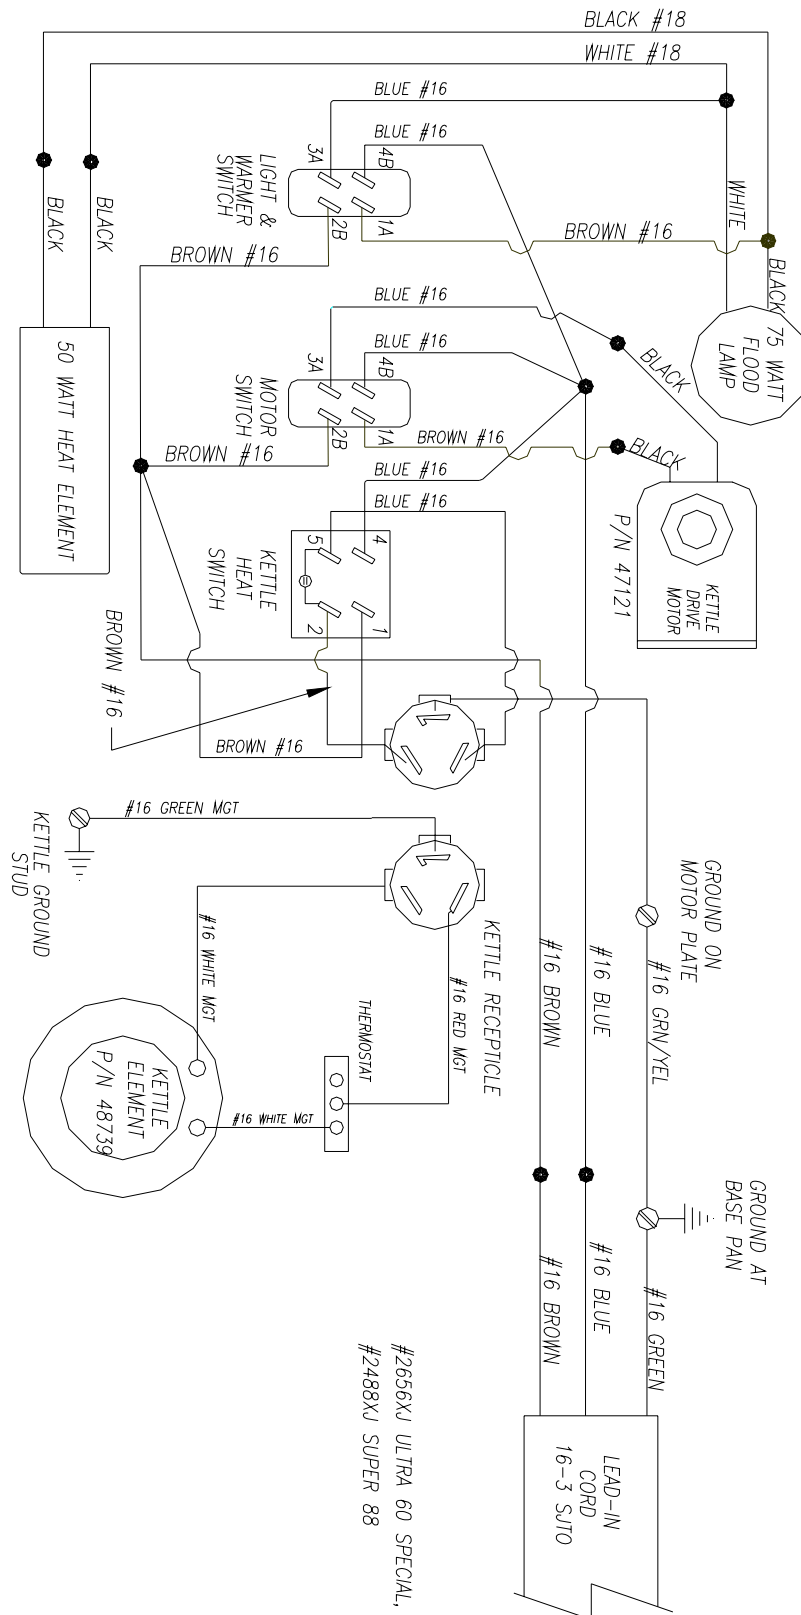 BLACK #18
WHITE #18
BLUE #16
BLUE #16
3A
4B
LIGHT &
WARMER
SWITCH
2B
1A
BLACK
BLACK
WHITE
BROWN #16
BROWN #16
BLACK
BLUE #16
BLUE #16
3A
4B
MOTOR
SWITCH
2B
1A
BLACK
75 WATT
FLOOD
LAMP
50 WATT HEAT ELEMENT
BROWN #16
BROWN #16
BLACK
BLUE #16
BLUE #16
5
4
KETTLE
HEAT
SWITCH
2
1
P/N 47121
KETTLE
DRIVE
MOTOR
BROWN #16
BROWN #16
#16 GREEN MGT
KETTLE GROUND
STUD
GROUND ON
MOTOR PLATE
#16 WHITE MGT
KETTLE RECEPTICLE
#16 RED MGT
#16 BROWN
#16 BLUE
#16 GRN/YEL
THERMOSTAT
KETTLE
ELEMENT
P/N 48739
#16 WHITE MGT
GROUND AT
BASE PAN
#16 BROWN
#16 BLUE
#16 GREEN
#2656XJ ULTRA 60 SPECIAL,
#2488XJ SUPER 88
LEAD-IN
CORD
16-3 SJTO